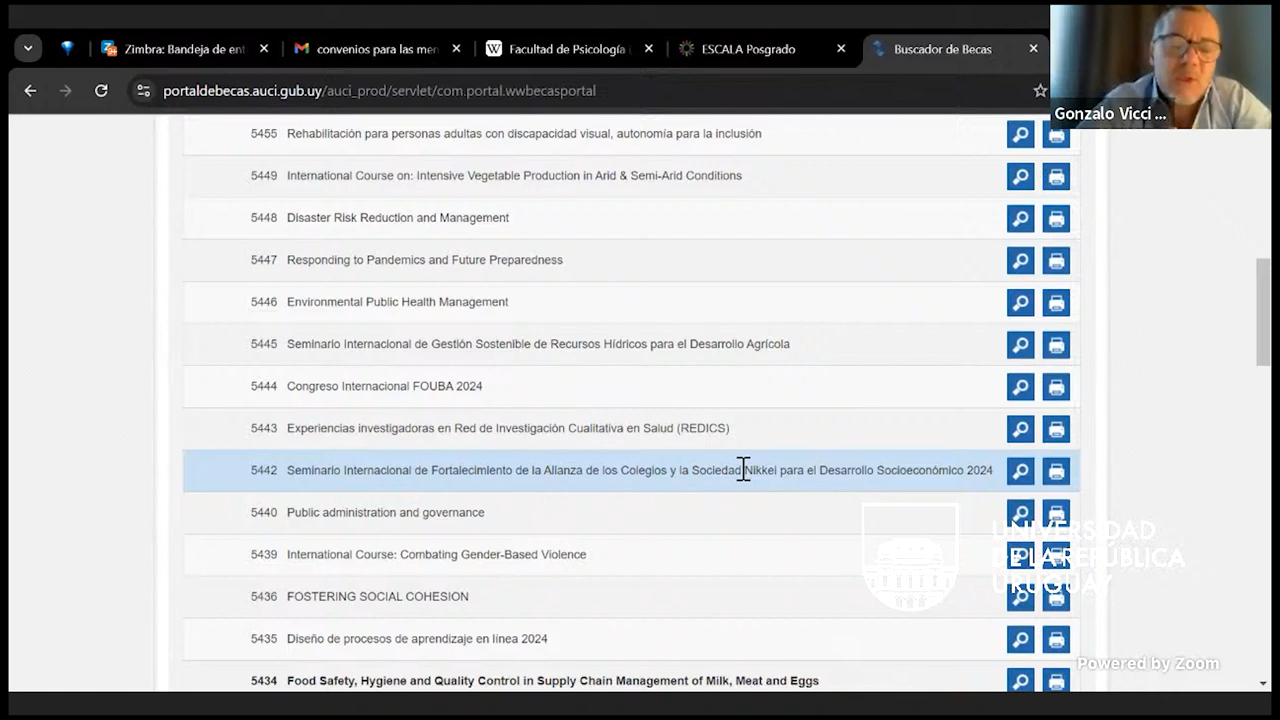 Zimbra: Bandeja de ent
convenios para las men
Facultad de Psicología
ESCALA Posgrado
Buscador de Becas
portaldebecas.auci.gub.uy/auci_prod/servlet/com.portal.wwbecasportal
Gonzalo Vicci ...
5455 Rehabilitación para personas adultas con discapacidad visual, autonomía para la inclusión
5449 International Course on: Intensive Vegetable Production in Arid & Semi-Arid Conditions
5448 Disaster Risk Reduction and Management
5447 Responding to Pandemics and Future Preparedness
5446 Environmental Public Health Management
5445 Seminario Internacional de Gestión Sostenible de Recursos Hídricos para el Desarrollo Agrícola
5444 Congreso Internacional FOUBA 2024
5443 Experiencias investigadoras en Red de Investigación Cualitativa en Salud (REDICS)
5442 Seminario Internacional de Fortalecimiento de la Alianza de los Colegios y la Sociedad Nikkei para el Desarrollo Socioeconómico 2024
5440 Public administration and governance
5439 International Course: Combating Gender-Based Violence
5436 FOSTERING SOCIAL COHESION
5435 Diseño de procesos de aprendizaje en línea 2024
5434 Food Safety, Hygiene and Quality Control in Supply Chain Management of Milk, Meat and Eggs
UNIVERSIDAD
DE LA REPÚBLICA
URUGUAY
Powered by Zoom